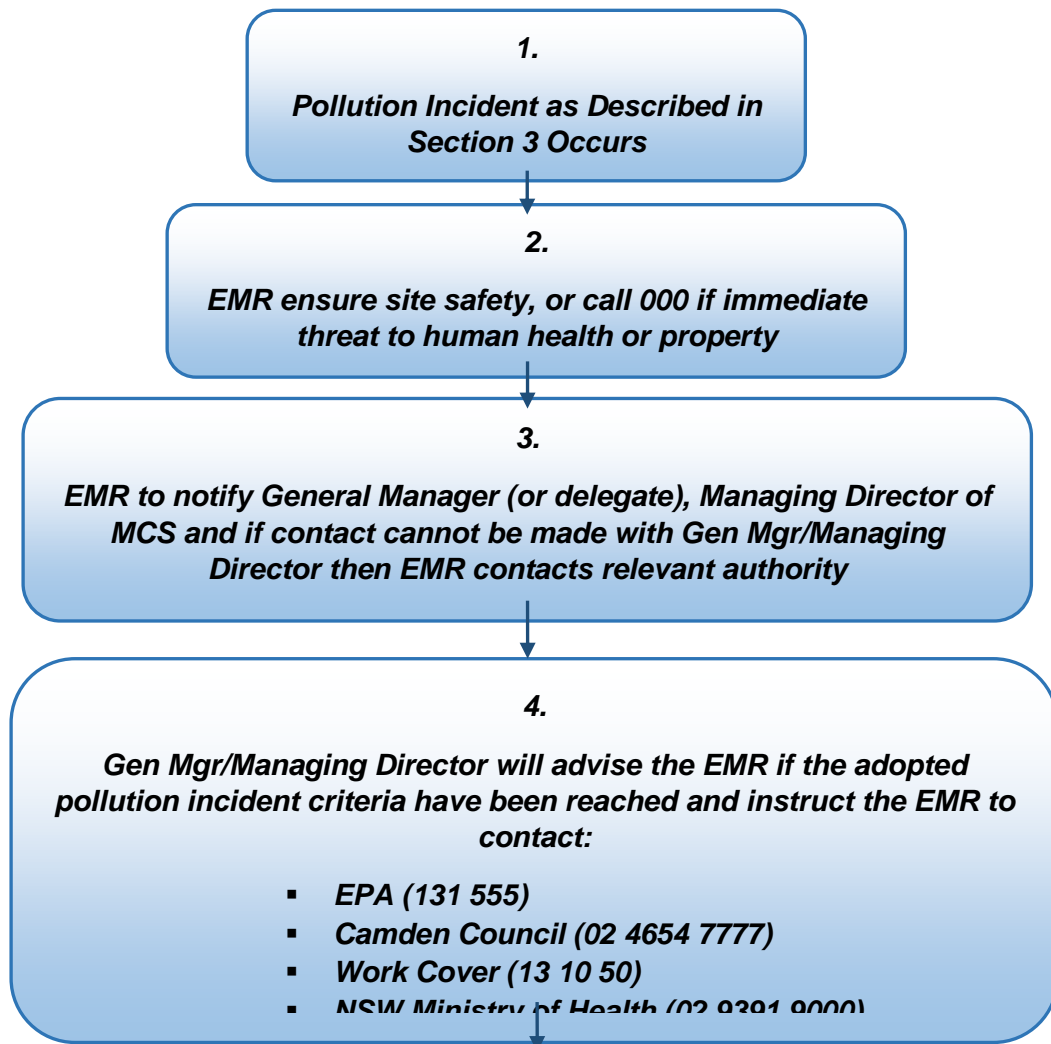 1.
Pollution Incident as Described in
Section 3 Occurs
2.
EMR ensure site safety, or call 000 if immediate
threat to human health or property
3.
EMR to notify General Manager (or delegate), Managing Director of
MCS and if contact cannot be made with Gen Mgr/Managing
Director then EMR contacts relevant authority
4.
Gen Mgr/Managing Director will advise the EMR if the adopted
pollution incident criteria have been reached and instruct the EMR to
contact:
▪ EPA (131 555)
▪ Camden Council (02 4654 7777)
▪ Work Cover (13 10 50)
▪ NSW Ministry of Health (02 9391 9000)